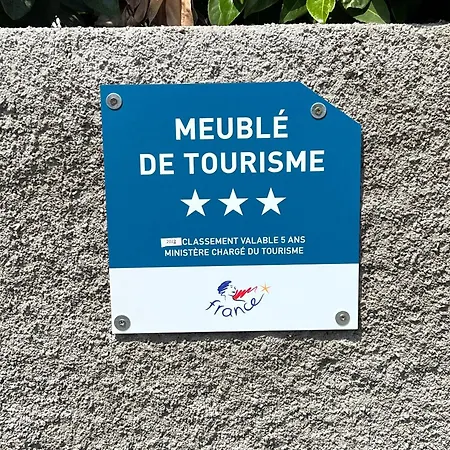 MEUBLÉ
DE TOURISME
CLASSEMENT VALABLE 5 ANS
MINISTÈRE CHARGÉ DU TOURISME
france